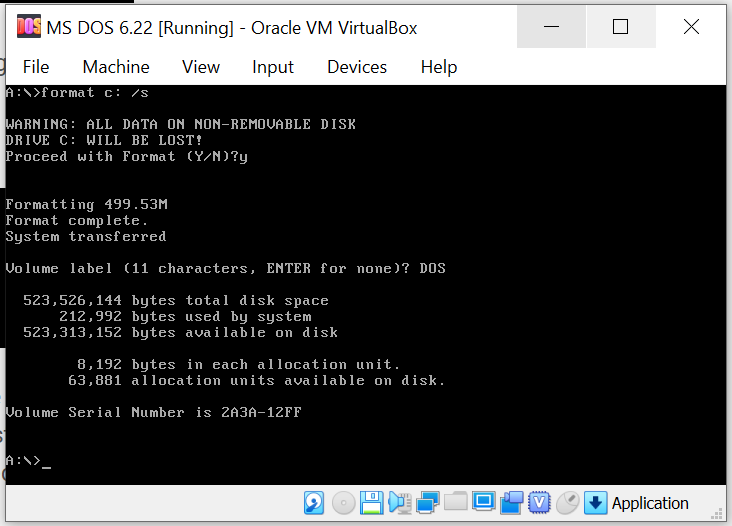 DOS MS DOS 6.22 [Running] - Oracle VM VirtualBox
File Machine View Input Devices Help
A:\>format c: /s
WARNING: ALL DATA ON NON-REMOVABLE DISK
DRIVE C: WILL BE LOST!
Proceed with Format (Y/N)?y
Formatting 499.53M
Format complete.
System transferred
Volume label (11 characters, ENTER for none)? DOS
523,526,144 bytes total disk space
212,992 bytes used by system
523,313,152 bytes available on disk
8,192 bytes in each allocation unit.
63,881 allocation units available on disk.
Volume Serial Number is 2A3A-12FF
A:\>_
V Application